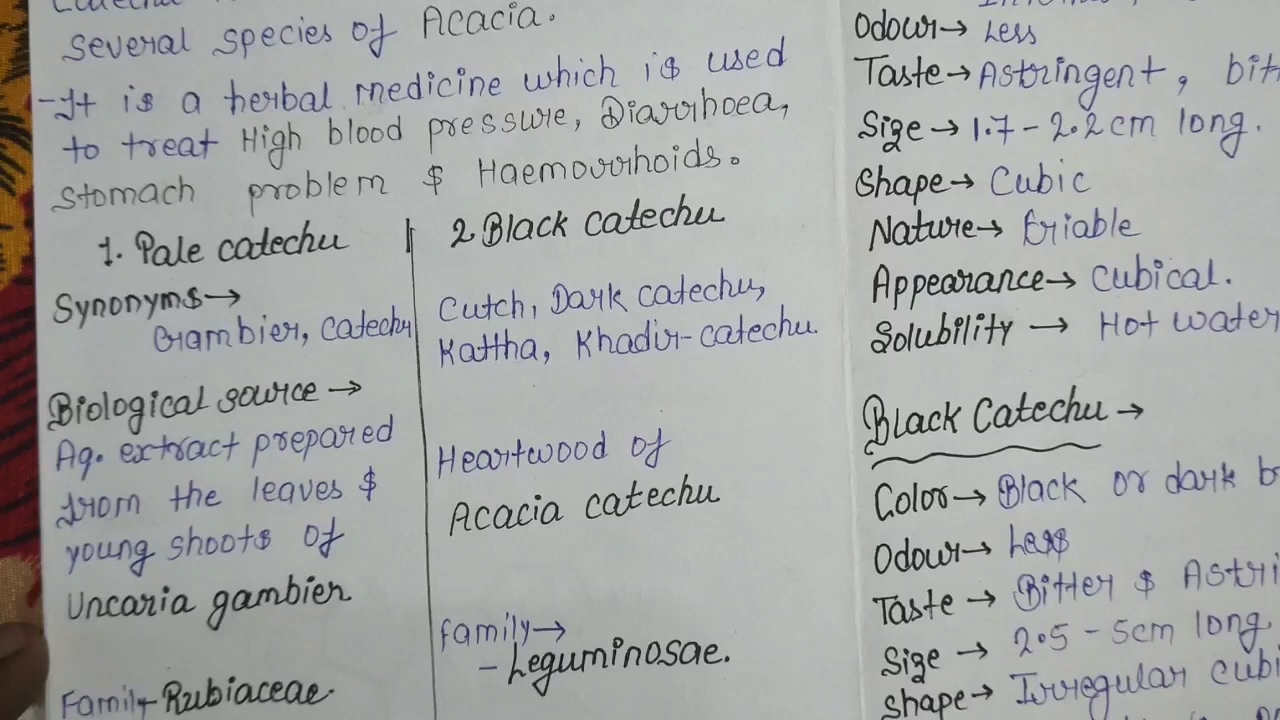 several species of Acacia.
- It is a herbal medicine which is used
to treat High blood pressure, Diarrhoea,
stomach problem & Haemorrhoids.
1. Pale catechu
2. Black catechu
Synonyms→
Gambier, catechu
Cutch, Dark catechu,
Kattha, Khadir-catechu.
Biological source →
Aq. extract prepared
from the leaves &
young shoots of
Uncaria gambier
Heartwood of
Acacia catechu
Family- Rubiaceae.
family→
- Leguminosae.
Odour→ Less
Taste→ Astringent,
Size→ 1.7 - 2.2 cm long.
Shape→ Cubic
Nature→ friable
Appearance→ Cubical.
Solubility → Hot water
Black Catechu →
Color→ Black or dark
Odour→ Less
Taste → Bitter &
Size → 2.5 - 5cm long.
Shape→ Irregular